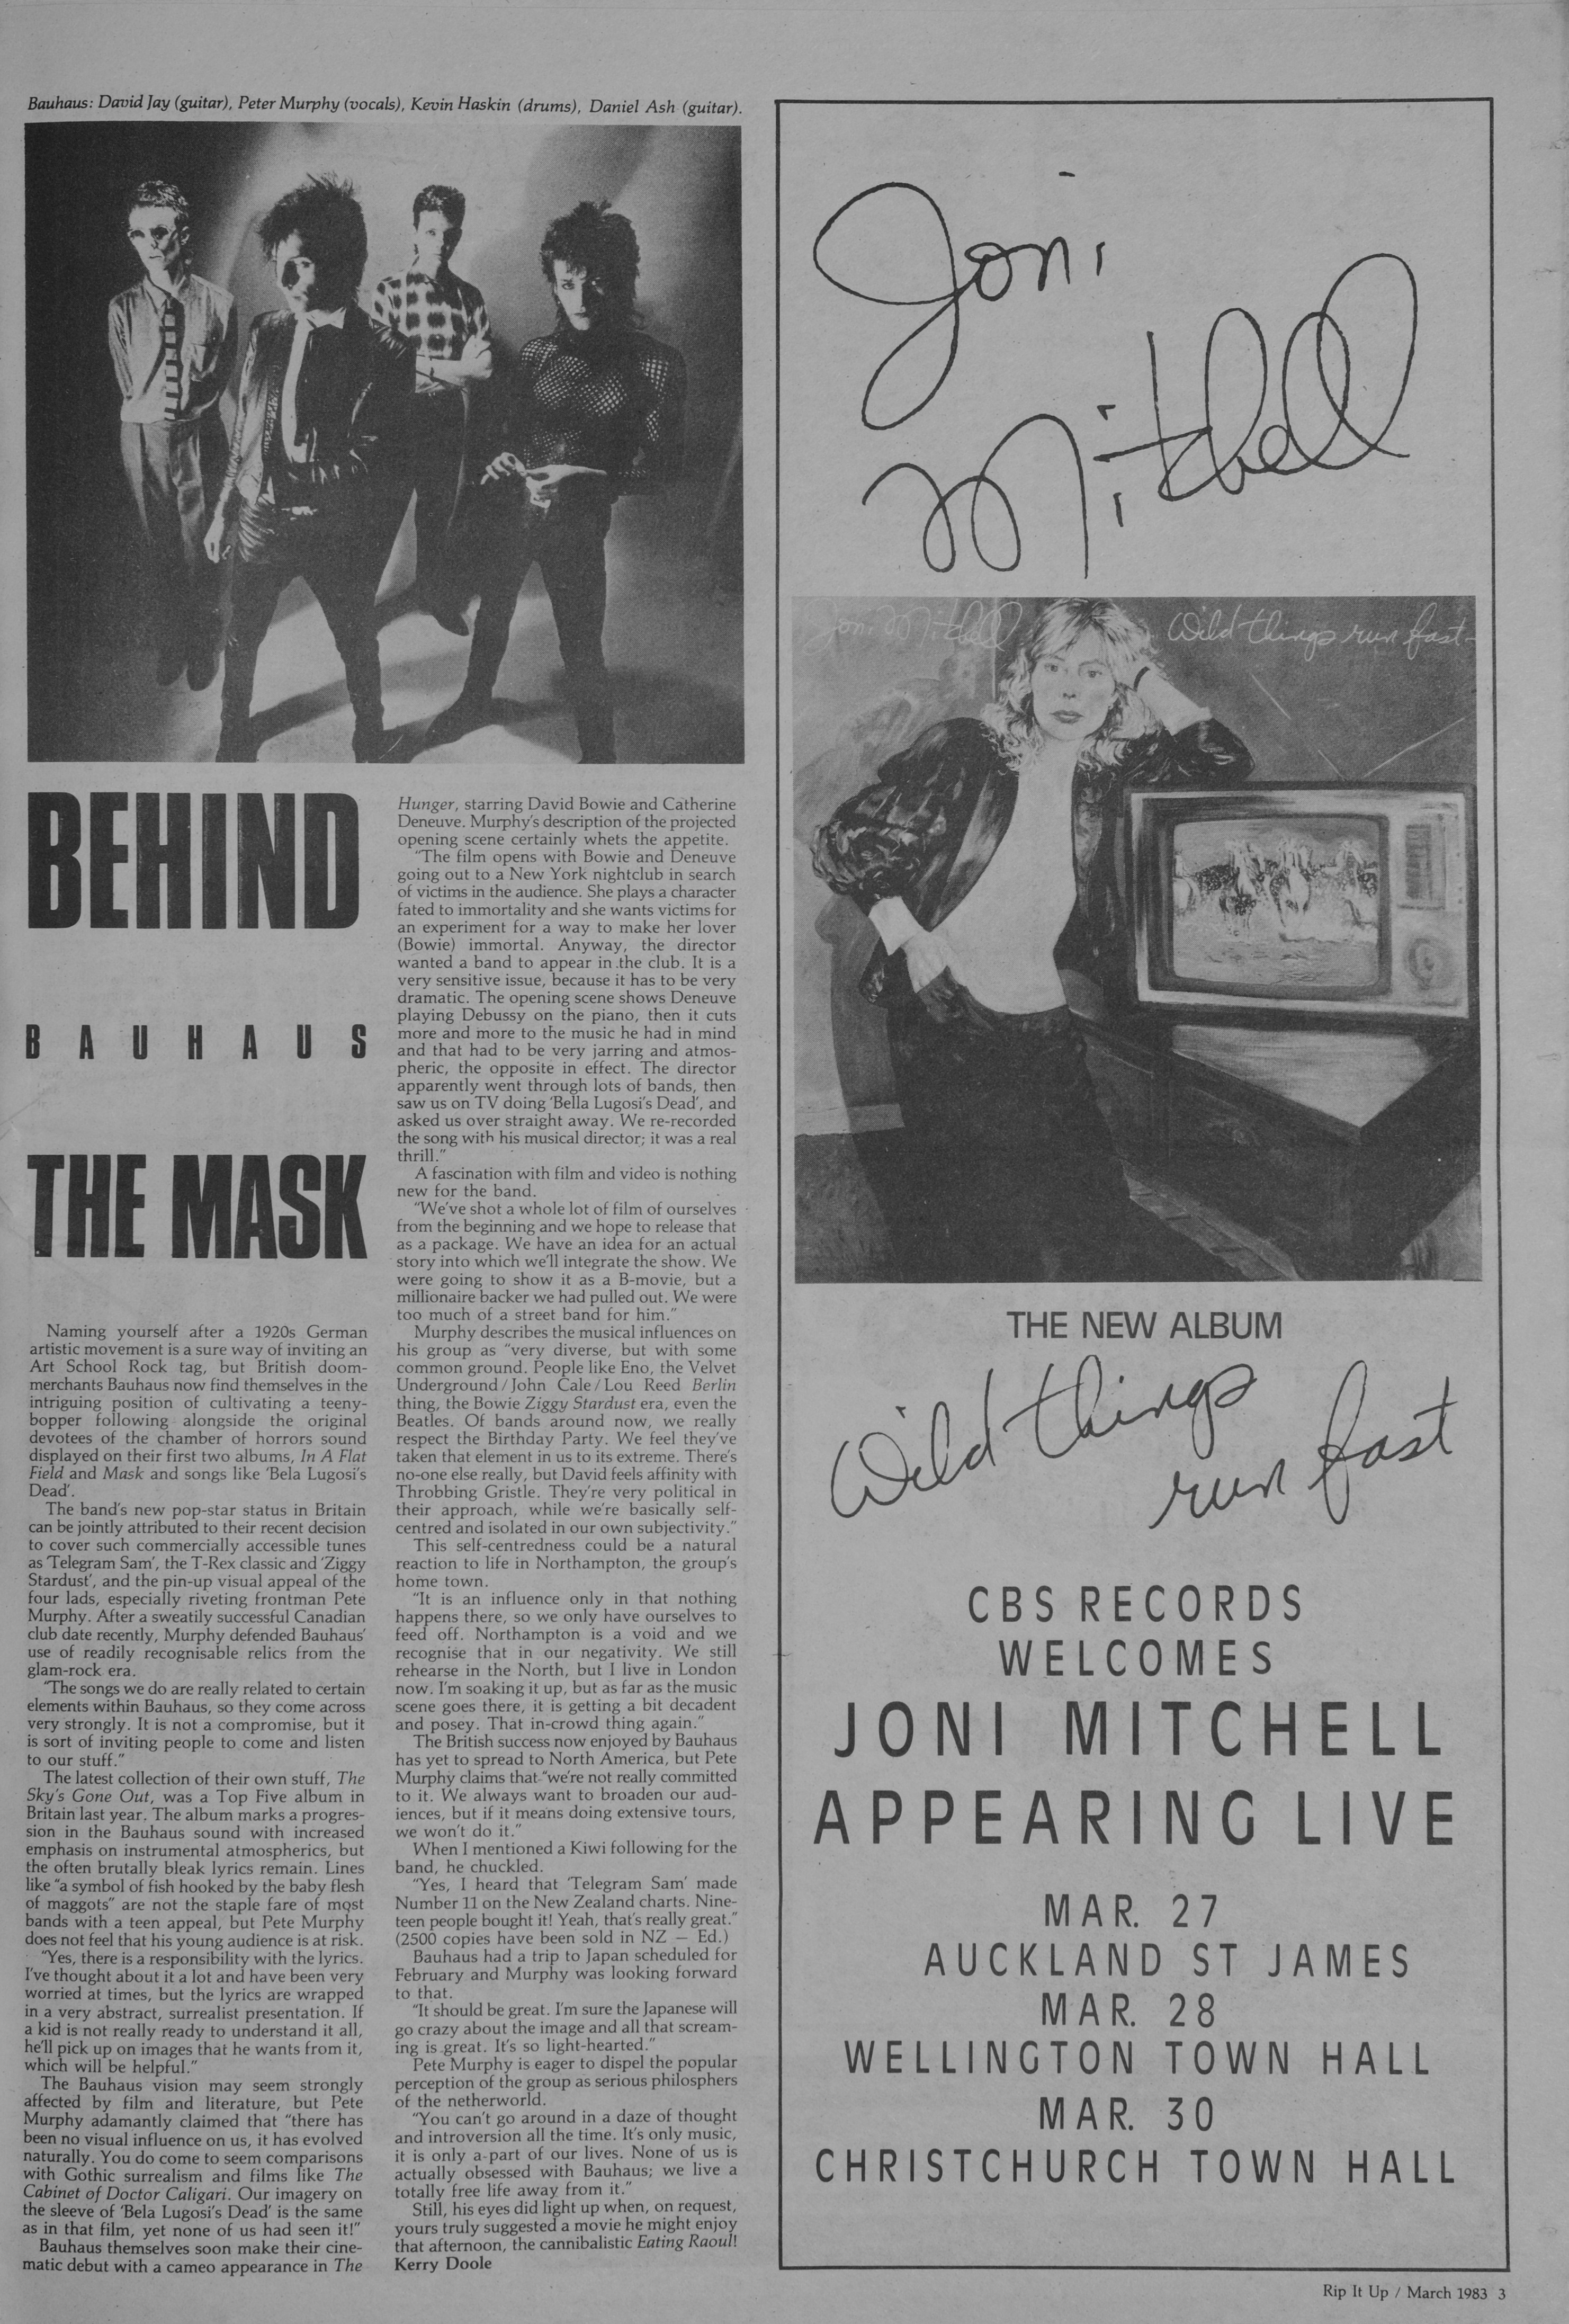 Bauhaus: David Jay (guitar), Peter Murphy (vocals), Kevin Haskin (drums), Daniel Ash (guitar).
BEHIND
BAUHAUS
THE MASK
Naming yourself after a 1920s German
artistic movement is a sure way of inviting an
Art School Rock tag, but British doom-
merchants Bauhaus now find themselves in the
intriguing position of cultivating a teeny-
bopper following alongside the original
devotees of the chamber of horrors sound
displayed on their first two albums, In A Flat
Field and Mask and songs like 'Bela Lugosi's
Dead'.
The band's new pop-star status in Britain
can be jointly attributed to their recent decision
to cover such commercially accessible tunes
as 'Telegram Sam', the T-Rex classic and 'Ziggy
Stardust', and the pin-up visual appeal of the
four lads, especially riveting frontman Pete
Murphy. After a sweatily successful Canadian
club date recently, Murphy defended Bauhaus'
use of readily recognisable relics from the
glam-rock era.
"The songs we do are really related to certain
elements within Bauhaus, so they come across
very strongly. It is not a compromise, but it
is sort of inviting people to come and listen
to our stuff."
The latest collection of their own stuff, The
Sky's Gone Out, was a Top Five album in
Britain last year. The album marks a progres-
sion in the Bauhaus sound with increased
emphasis on instrumental atmospherics, but
the often brutally bleak lyrics remain. Lines
like "a symbol of fish hooked by the baby flesh
of maggots" are not the staple fare of most
bands with a teen appeal, but Pete Murphy
does not feel that his young audience is at risk.
"Yes, there is a responsibility with the lyrics.
I've thought about it a lot and have been very
worried at times, but the lyrics are wrapped
in a very abstract, surrealist presentation. If
a kid is not really ready to understand it all,
he'll pick up on images that he wants from it,
which will be helpful."
The Bauhaus vision may seem strongly
affected by film and literature, but Pete
Murphy adamantly claimed that "there has
been no visual influence on us, it has evolved
naturally. You do come to seem comparisons
with Gothic surrealism and films like The
Cabinet of Doctor Caligari. Our imagery on
the sleeve of 'Bela Lugosi's Dead' is the same
as in that film, yet none of us had seen it!"
Bauhaus themselves soon make their cine-
matic debut with a cameo appearance in The
Hunger, starring David Bowie and Catherine
Deneuve. Murphy's description of the projected
opening scene certainly whets the appetite.
"The film opens with Bowie and Deneuve
going out to a New York nightclub in search
of victims in the audience. She plays a character
fated to immortality and she wants victims for
an experiment for a way to make her lover
(Bowie) immortal. Anyway, the director
wanted a band to appear in the club. It is a
very sensitive issue, because it has to be very
dramatic. The opening scene shows Deneuve
playing Debussy on the piano, then it cuts
more and more to the music he had in mind
and that had to be very jarring and atmos-
pheric, the opposite in effect. The director
apparently went through lots of bands, then
saw us on TV doing 'Bella Lugosi's Dead', and
asked us over straight away. We re-recorded
the song with his musical director; it was a real
thrill."
A fascination with film and video is nothing
new for the band.
"We've shot a whole lot of film of ourselves
from the beginning and we hope to release that
as a package. We have an idea for an actual
story into which we'll integrate the show. We
were going to show it as a B-movie, but a
millionaire backer we had pulled out. We were
too much of a street band for him."
Murphy describes the musical influences on
his group as "very diverse, but with some
common ground. People like Eno, the Velvet
Underground/John Cale/Lou Reed Berlin
thing, the Bowie Ziggy Stardust era, even the
Beatles. Of bands around now, we really
respect the Birthday Party. We feel they've
taken that element in us to its extreme. There's
no-one else really, but David feels affinity with
Throbbing Gristle. They're very political in
their approach, while we're basically self-
centred and isolated in our own subjectivity."
This self-centredness could be a natural
reaction to life in Northampton, the group's
home town.
"It is an influence only in that nothing
happens there, so we only have ourselves to
feed off. Northampton is a void and we
recognise that in our negativity. We still
rehearse in the North, but I live in London
now. I'm soaking it up, but as far as the music
scene goes there, it is getting a bit decadent
and posey. That in-crowd thing again."
The British success now enjoyed by Bauhaus
has yet to spread to North America, but Pete
Murphy claims that "we're not really committed
to it. We always want to broaden our aud-
iences, but if it means doing extensive tours,
we won't do it."
When I mentioned a Kiwi following for the
band, he chuckled.
"Yes, I heard that 'Telegram Sam' made
Number 11 on the New Zealand charts. Nine-
teen people bought it! Yeah, that's really great."
(2500 copies have been sold in NZ — Ed.)
Bauhaus had a trip to Japan scheduled for
February and Murphy was looking forward
to that.
"It should be great. I'm sure the Japanese will
go crazy about the image and all that scream-
ing is great. It's so light-hearted."
Pete Murphy is eager to dispel the popular
perception of the group as serious philosphers
of the netherworld.
"You can't go around in a daze of thought
and introversion all the time. It's only music,
it is only a part of our lives. None of us is
actually obsessed with Bauhaus; we live a
totally free life away from it."
Still, his eyes did light up when, on request,
yours truly suggested a movie he might enjoy
that afternoon, the cannibalistic Eating Raoul!
Kerry Doole
Joni
Mitchell
Joni Mitchell Wild things run fast
THE NEW ALBUM
Wild things
run fast
CBS RECORDS
WELCOMES
JONI MITCHELL
APPEARING LIVE
MAR. 27
AUCKLAND ST JAMES
MAR. 28
WELLINGTON TOWN HALL
MAR. 30
CHRISTCHURCH TOWN HALL
Rip It Up / March 1983 3